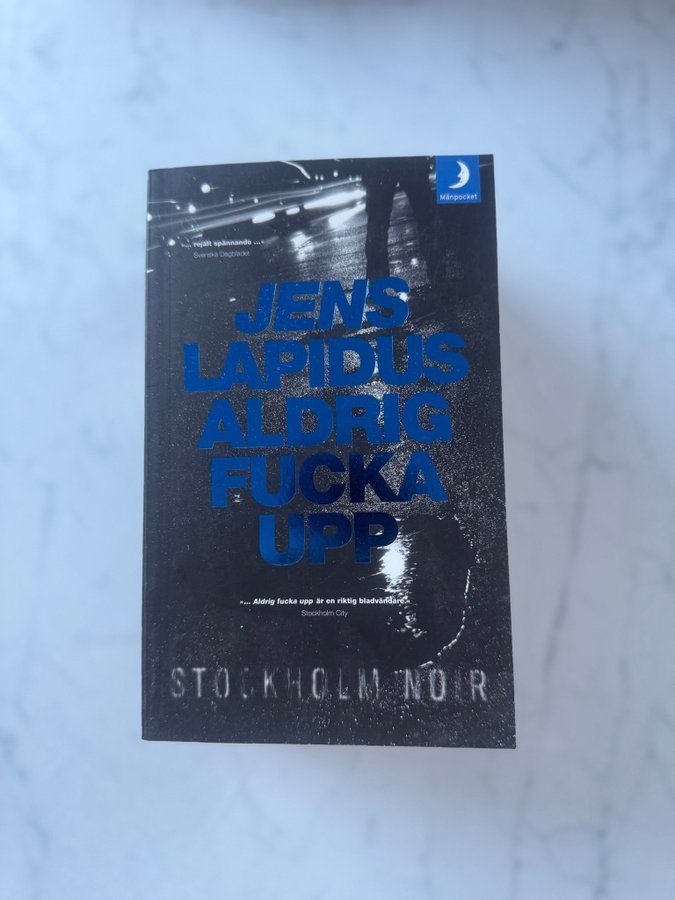 Månpocket
»... rejält spännande ...«
Svenska Dagbladet
JENS
LAPIDUS
ALDRIG
FUCKA
UPP
»... Aldrig fucka upp är en riktig bladvändare.«
Stockholm City
STOCKHOLM NOIR